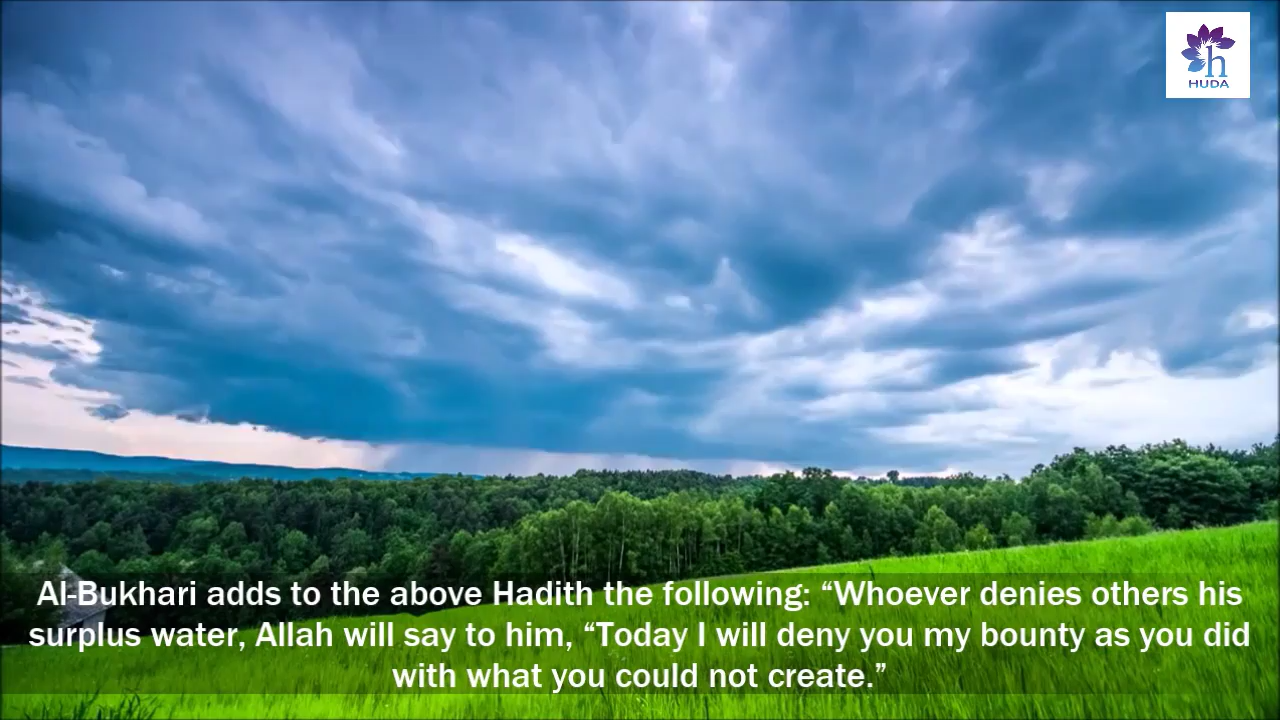 h
HUDA
Al-Bukhari adds to the above Hadith the following: “Whoever denies others his
surplus water, Allah will say to him, “Today I will deny you my bounty as you did
with what you could not create.”